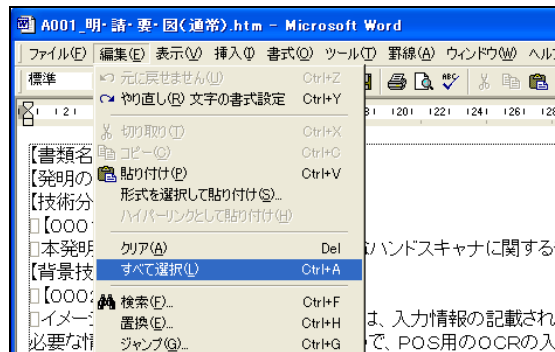 A001_明・請・要・図(通常).htm - Microsoft Word
ファイル(F) 編集(E) 表示(V) 挿入(I) 書式(O) ツール(T) 罫線(A) ウィンドウ(W) ヘル
標準
元に戻せません(U) Ctrl+Z
やり直し(R) 文字の書式設定 Ctrl+Y
切り取り(T) Ctrl+X
コピー(C) Ctrl+C
貼り付け(P) Ctrl+V
形式を選択して貼り付け(S)...
ハイパーリンクとして貼り付け(H)
クリア(A) Del
すべて選択(L) Ctrl+A
検索(F)... Ctrl+F
置換(E)... Ctrl+H
ジャンプ(G)... Ctrl+G
|2| |20| |22| |24| |26|
【書類名
【発明の
【技術分
【000
本発明 ハンドスキャナに関する
【背景技
【000
イメー は、入力情報の記載され
必要な情 で、POS用のOCRの入